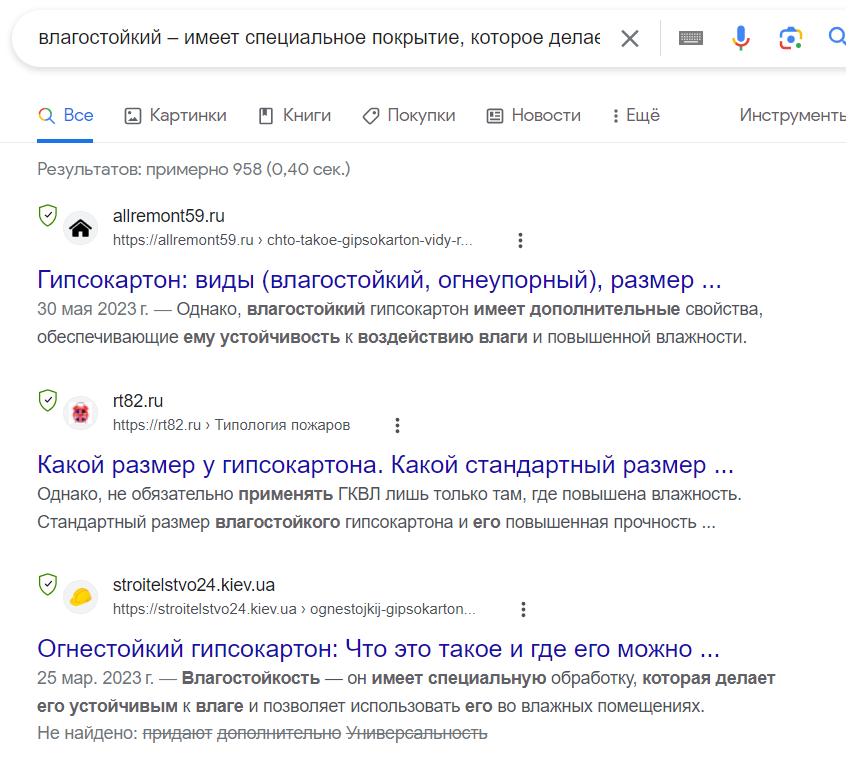 влагостойкий – имеет специальное покрытие, которое делае
Все Картинки Книги Покупки Новости Ещё Инструменты
Результатов: примерно 958 (0,40 сек.)
allremont59.ru
https://allremont59.ru › chto-takoe-gipsokarton-vidy-r...
Гипсокартон: виды (влагостойкий, огнеупорный), размер ...
30 мая 2023 г. — Однако, влагостойкий гипсокартон имеет дополнительные свойства,
обеспечивающие ему устойчивость к воздействию влаги и повышенной влажности.
rt82.ru
https://rt82.ru › Типология пожаров
Какой размер у гипсокартона. Какой стандартный размер ...
Однако, не обязательно применять ГКВЛ лишь только там, где повышена влажность.
Стандартный размер влагостойкого гипсокартона и его повышенная прочность ...
stroitelstvo24.kiev.ua
https://stroitelstvo24.kiev.ua › ognestojkij-gipsokarton...
Огнестойкий гипсокартон: Что это такое и где его можно ...
25 мар. 2023 г. — Влагостойкость — он имеет специальную обработку, которая делает
его устойчивым к влаге и позволяет использовать его во влажных помещениях.
Не найдено: придают дополнительно Универсальность